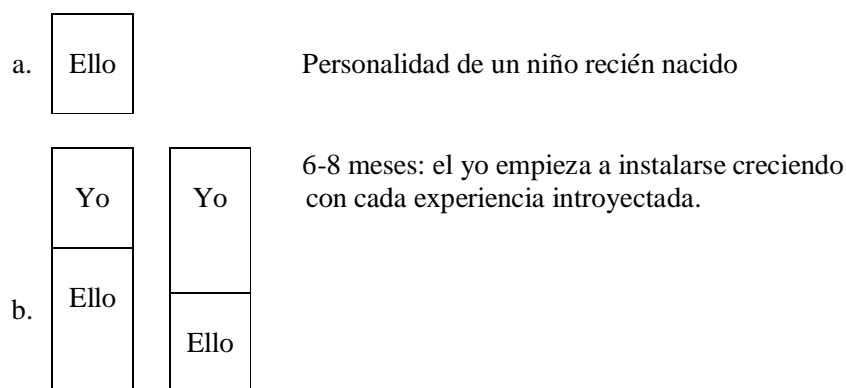 a. Ello Personalidad de un niño recién nacido
6-8 meses: el yo empieza a instalarse creciendo
Yo Yo con cada experiencia introyectada.
b. Ello
Ello